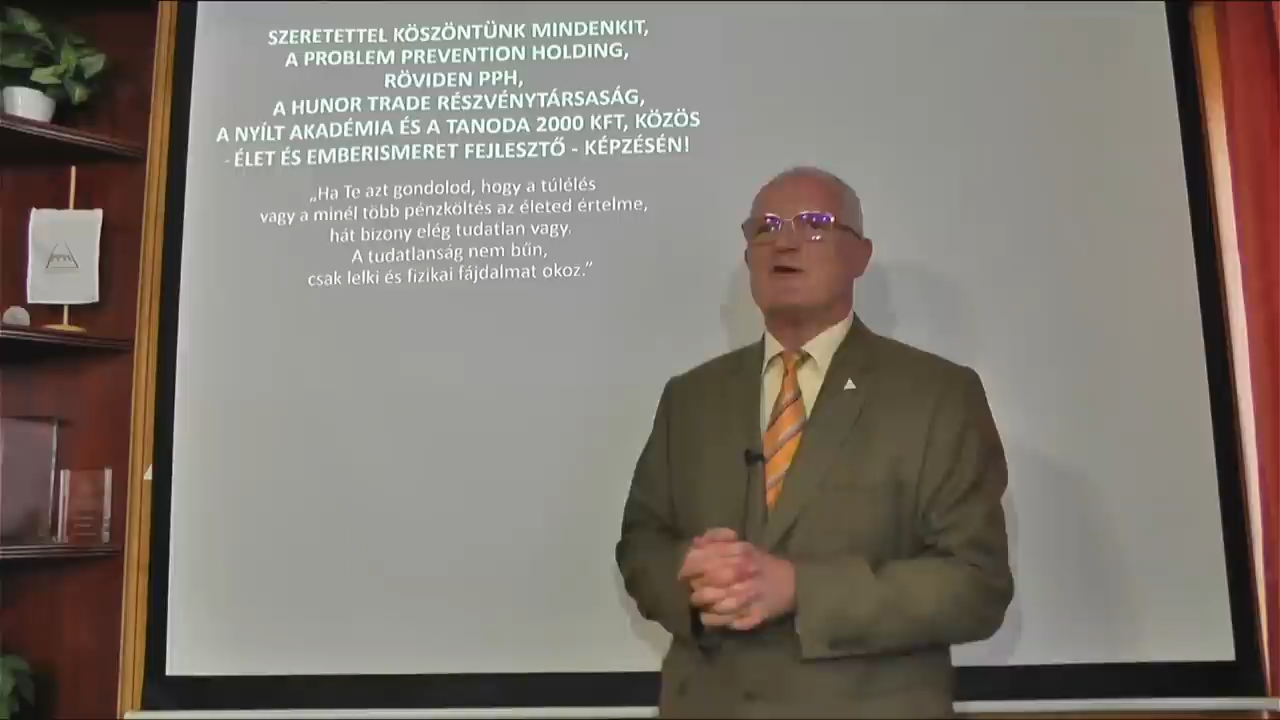 SZERETETTEL KÖSZÖNTÜNK MINDENKIT,
A PROBLEM PREVENTION HOLDING,
RÖVIDEN PPH,
A HUNOR TRADE RÉSZVÉNYTÁRSASÁG,
A NYÍLT AKADÉMIA ÉS A TANODA 2000 KFT, KÖZÖS
- ÉLET ÉS EMBERISMERET FEJLESZTŐ - KÉPZÉSÉN!
„Ha Te azt gondolod, hogy a túlélés
vagy a minél több pénzköltés az életed értelme,
hát bizony elég tudatlan vagy.
A tudatlanság nem bűn,
csak lelki és fizikai fájdalmat okoz.”